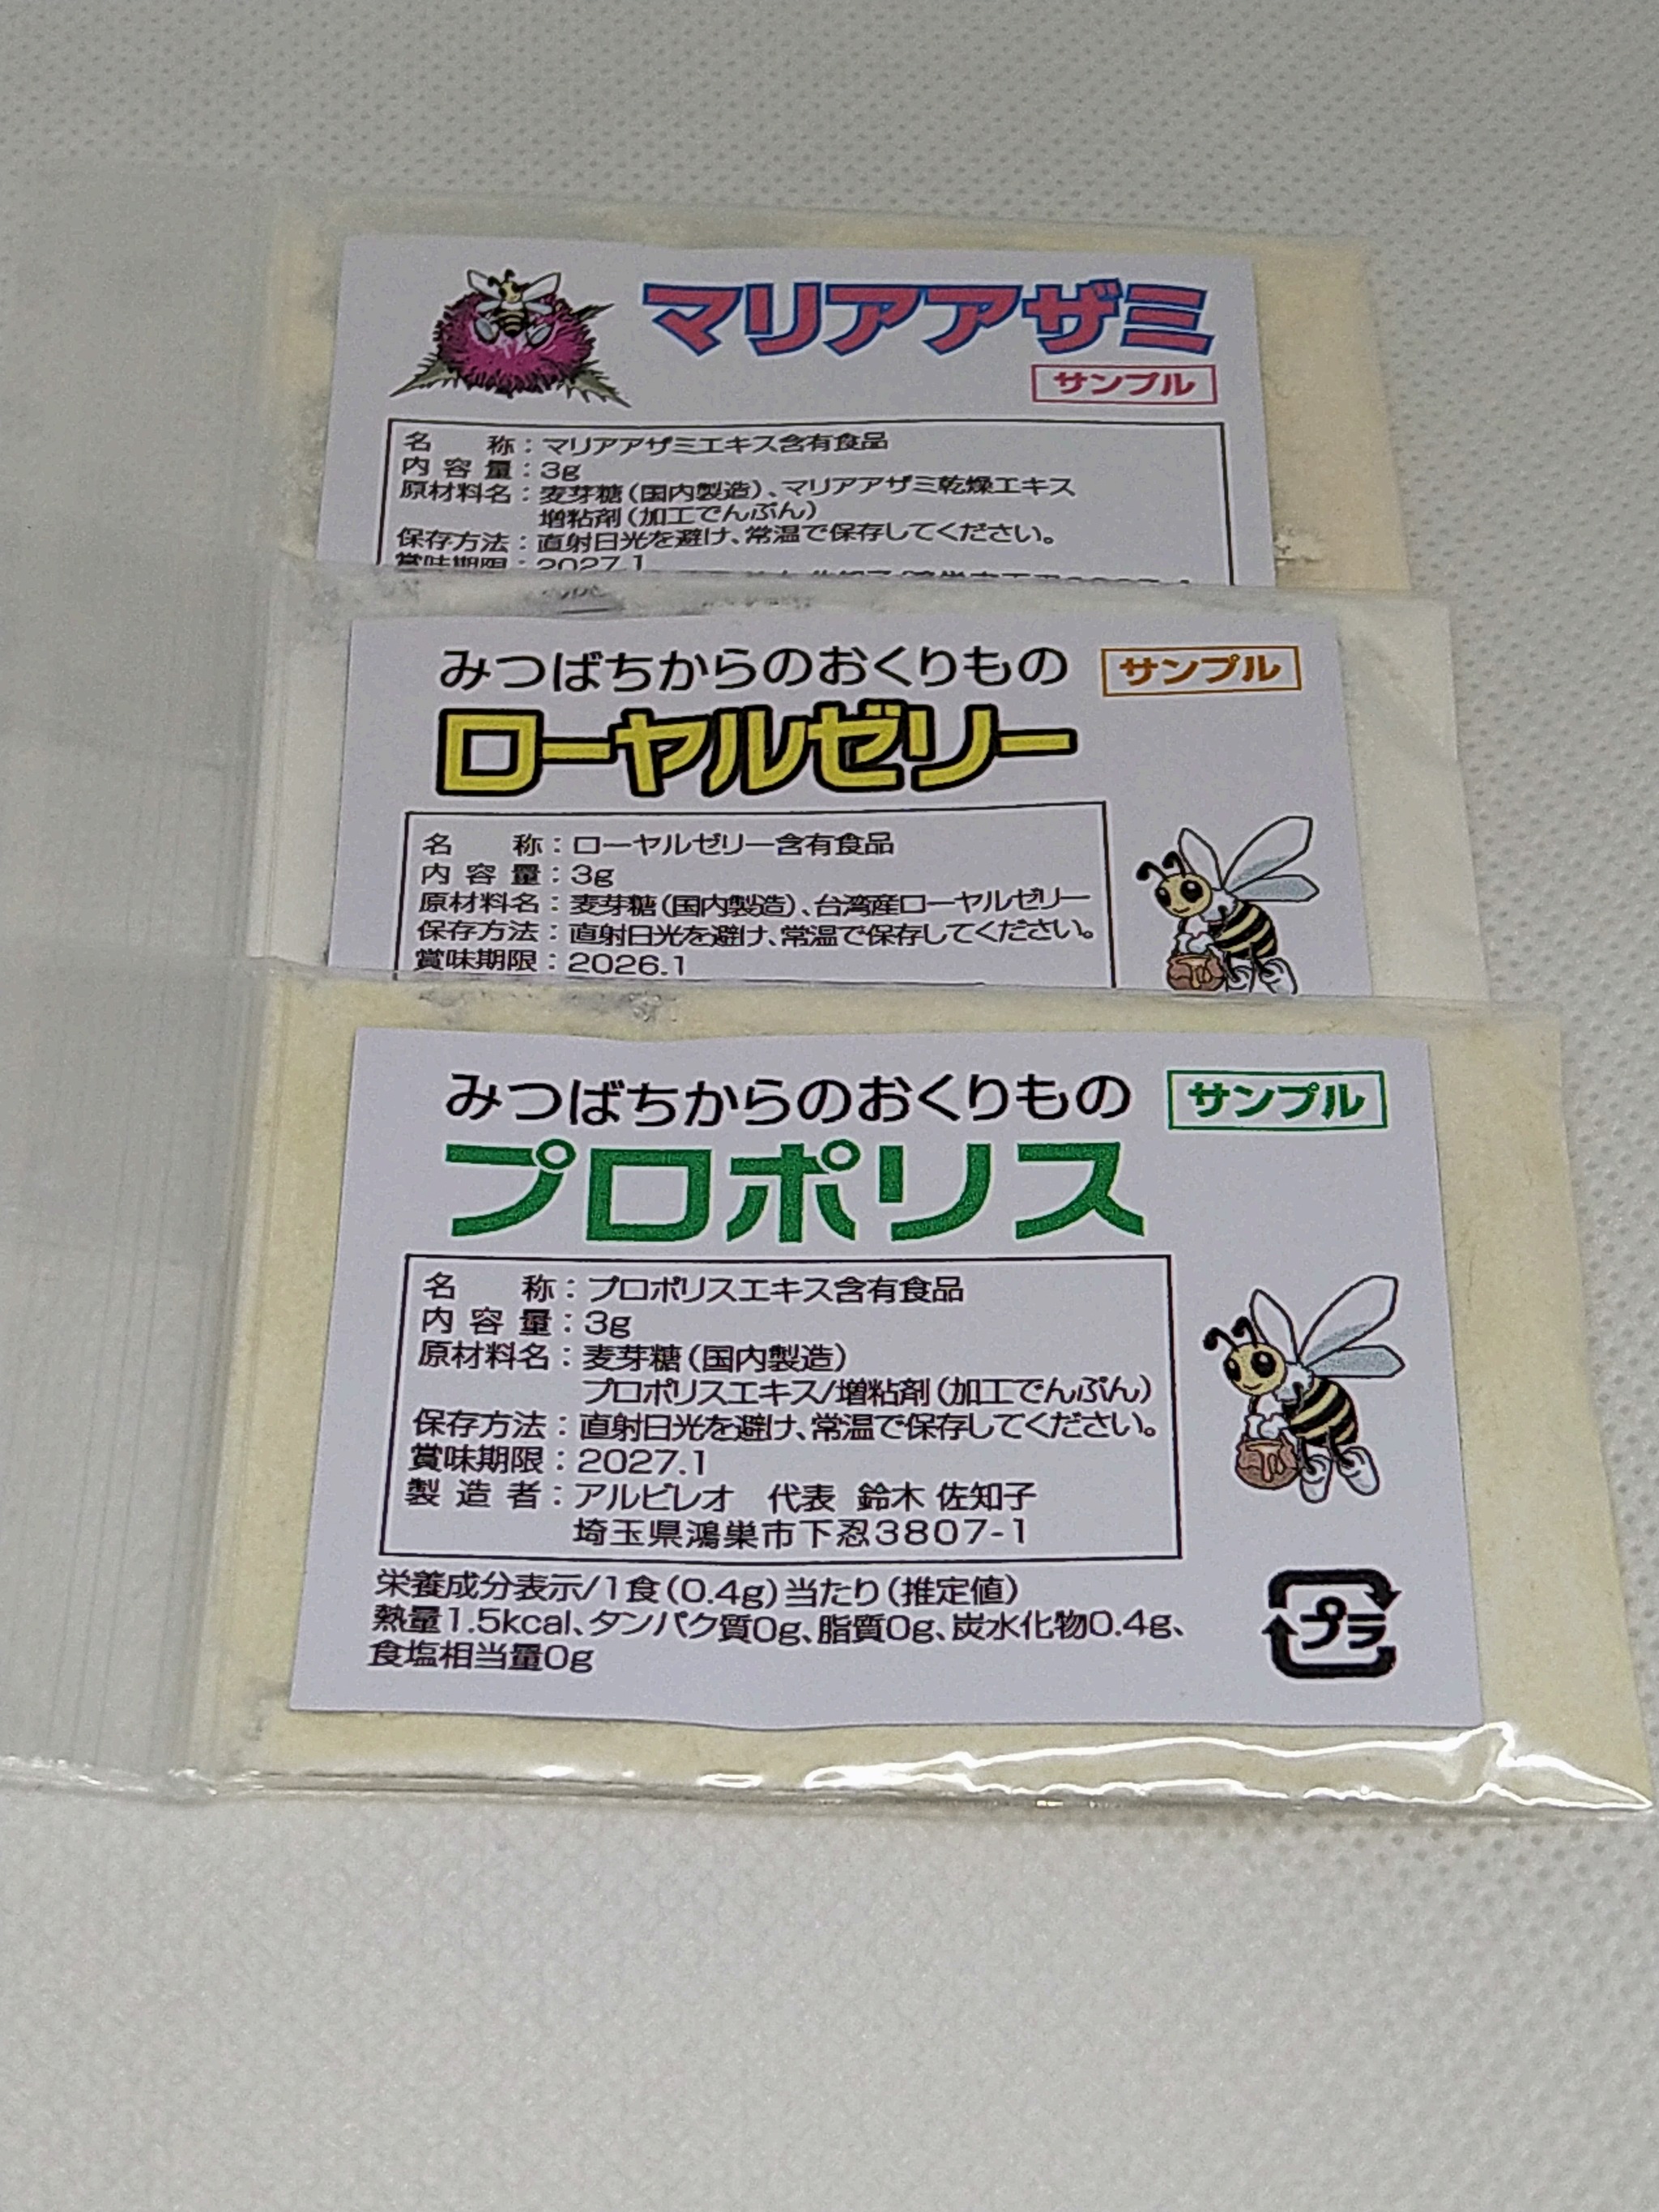 マリアアザミ
サンプル
名称：マリアアザミエキス含有食品
内容量：3g
原材料名：麦芽糖（国内製造）、マリアアザミ乾燥エキス
増粘剤（加工でんぷん）
保存方法：直射日光を避け、常温で保存してください。
賞味期限：2027.1
みつばちからのおくりもの
サンプル
ローヤルゼリー
名称：ローヤルゼリー含有食品
内容量：3g
原材料名：麦芽糖（国内製造）、台湾産ローヤルゼリー
保存方法：直射日光を避け、常温で保存してください。
賞味期限：2026.1
みつばちからのおくりもの
サンプル
プロポリス
名称：プロポリスエキス含有食品
内容量：3g
原材料名：麦芽糖（国内製造）
プロポリスエキス/増粘剤（加工でんぷん）
保存方法：直射日光を避け、常温で保存してください。
賞味期限：2027.1
製造者：アルビレオ　代表 鈴木 佐知子
埼玉県鴻巣市下忍3807-1
栄養成分表示/1食（0.4g）当たり（推定値）
熱量1.5kcal、タンパク質0g、脂質0g、炭水化物0.4g、
食塩相当量0g
プラ